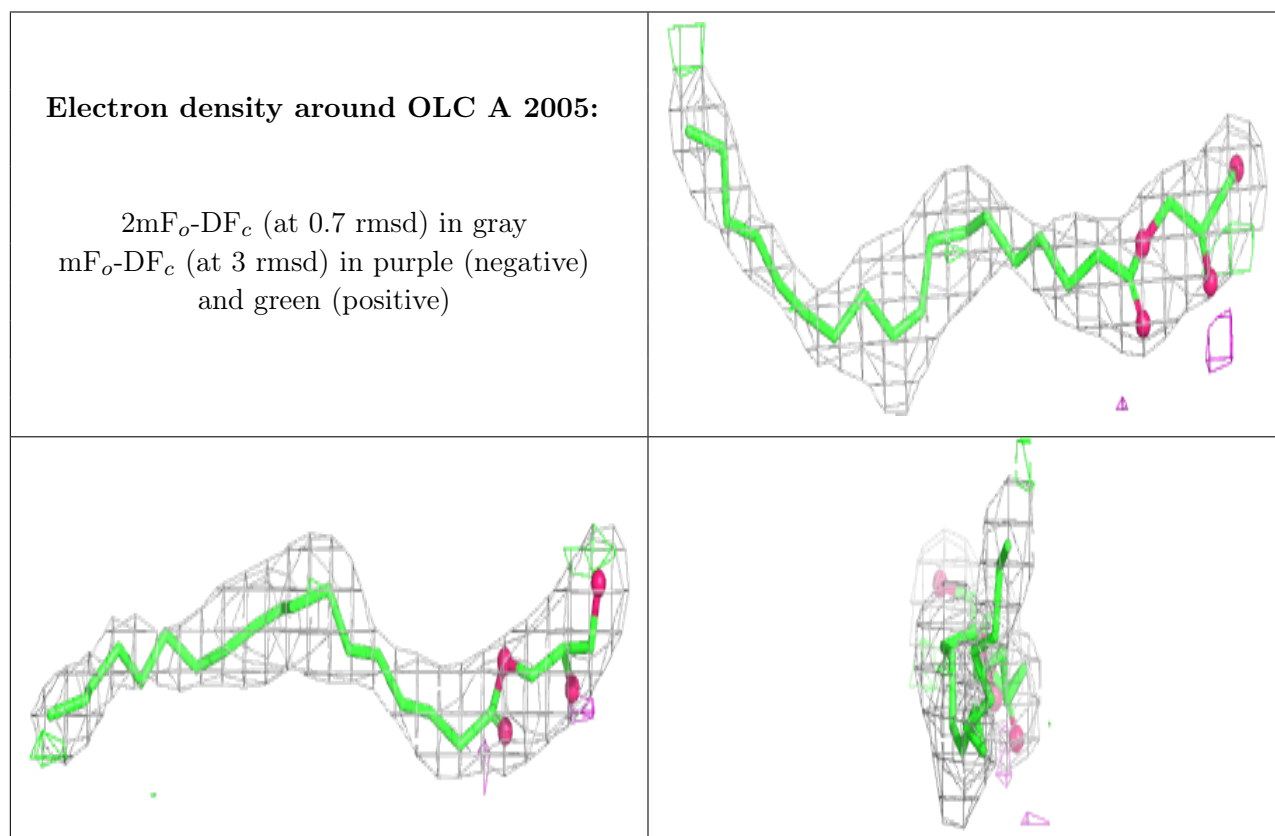 Electron density around OLC A 2005:
2mFₒ-DF𝒸 (at 0.7 rmsd) in gray
mFₒ-DF𝒸 (at 3 rmsd) in purple (negative)
and green (positive)